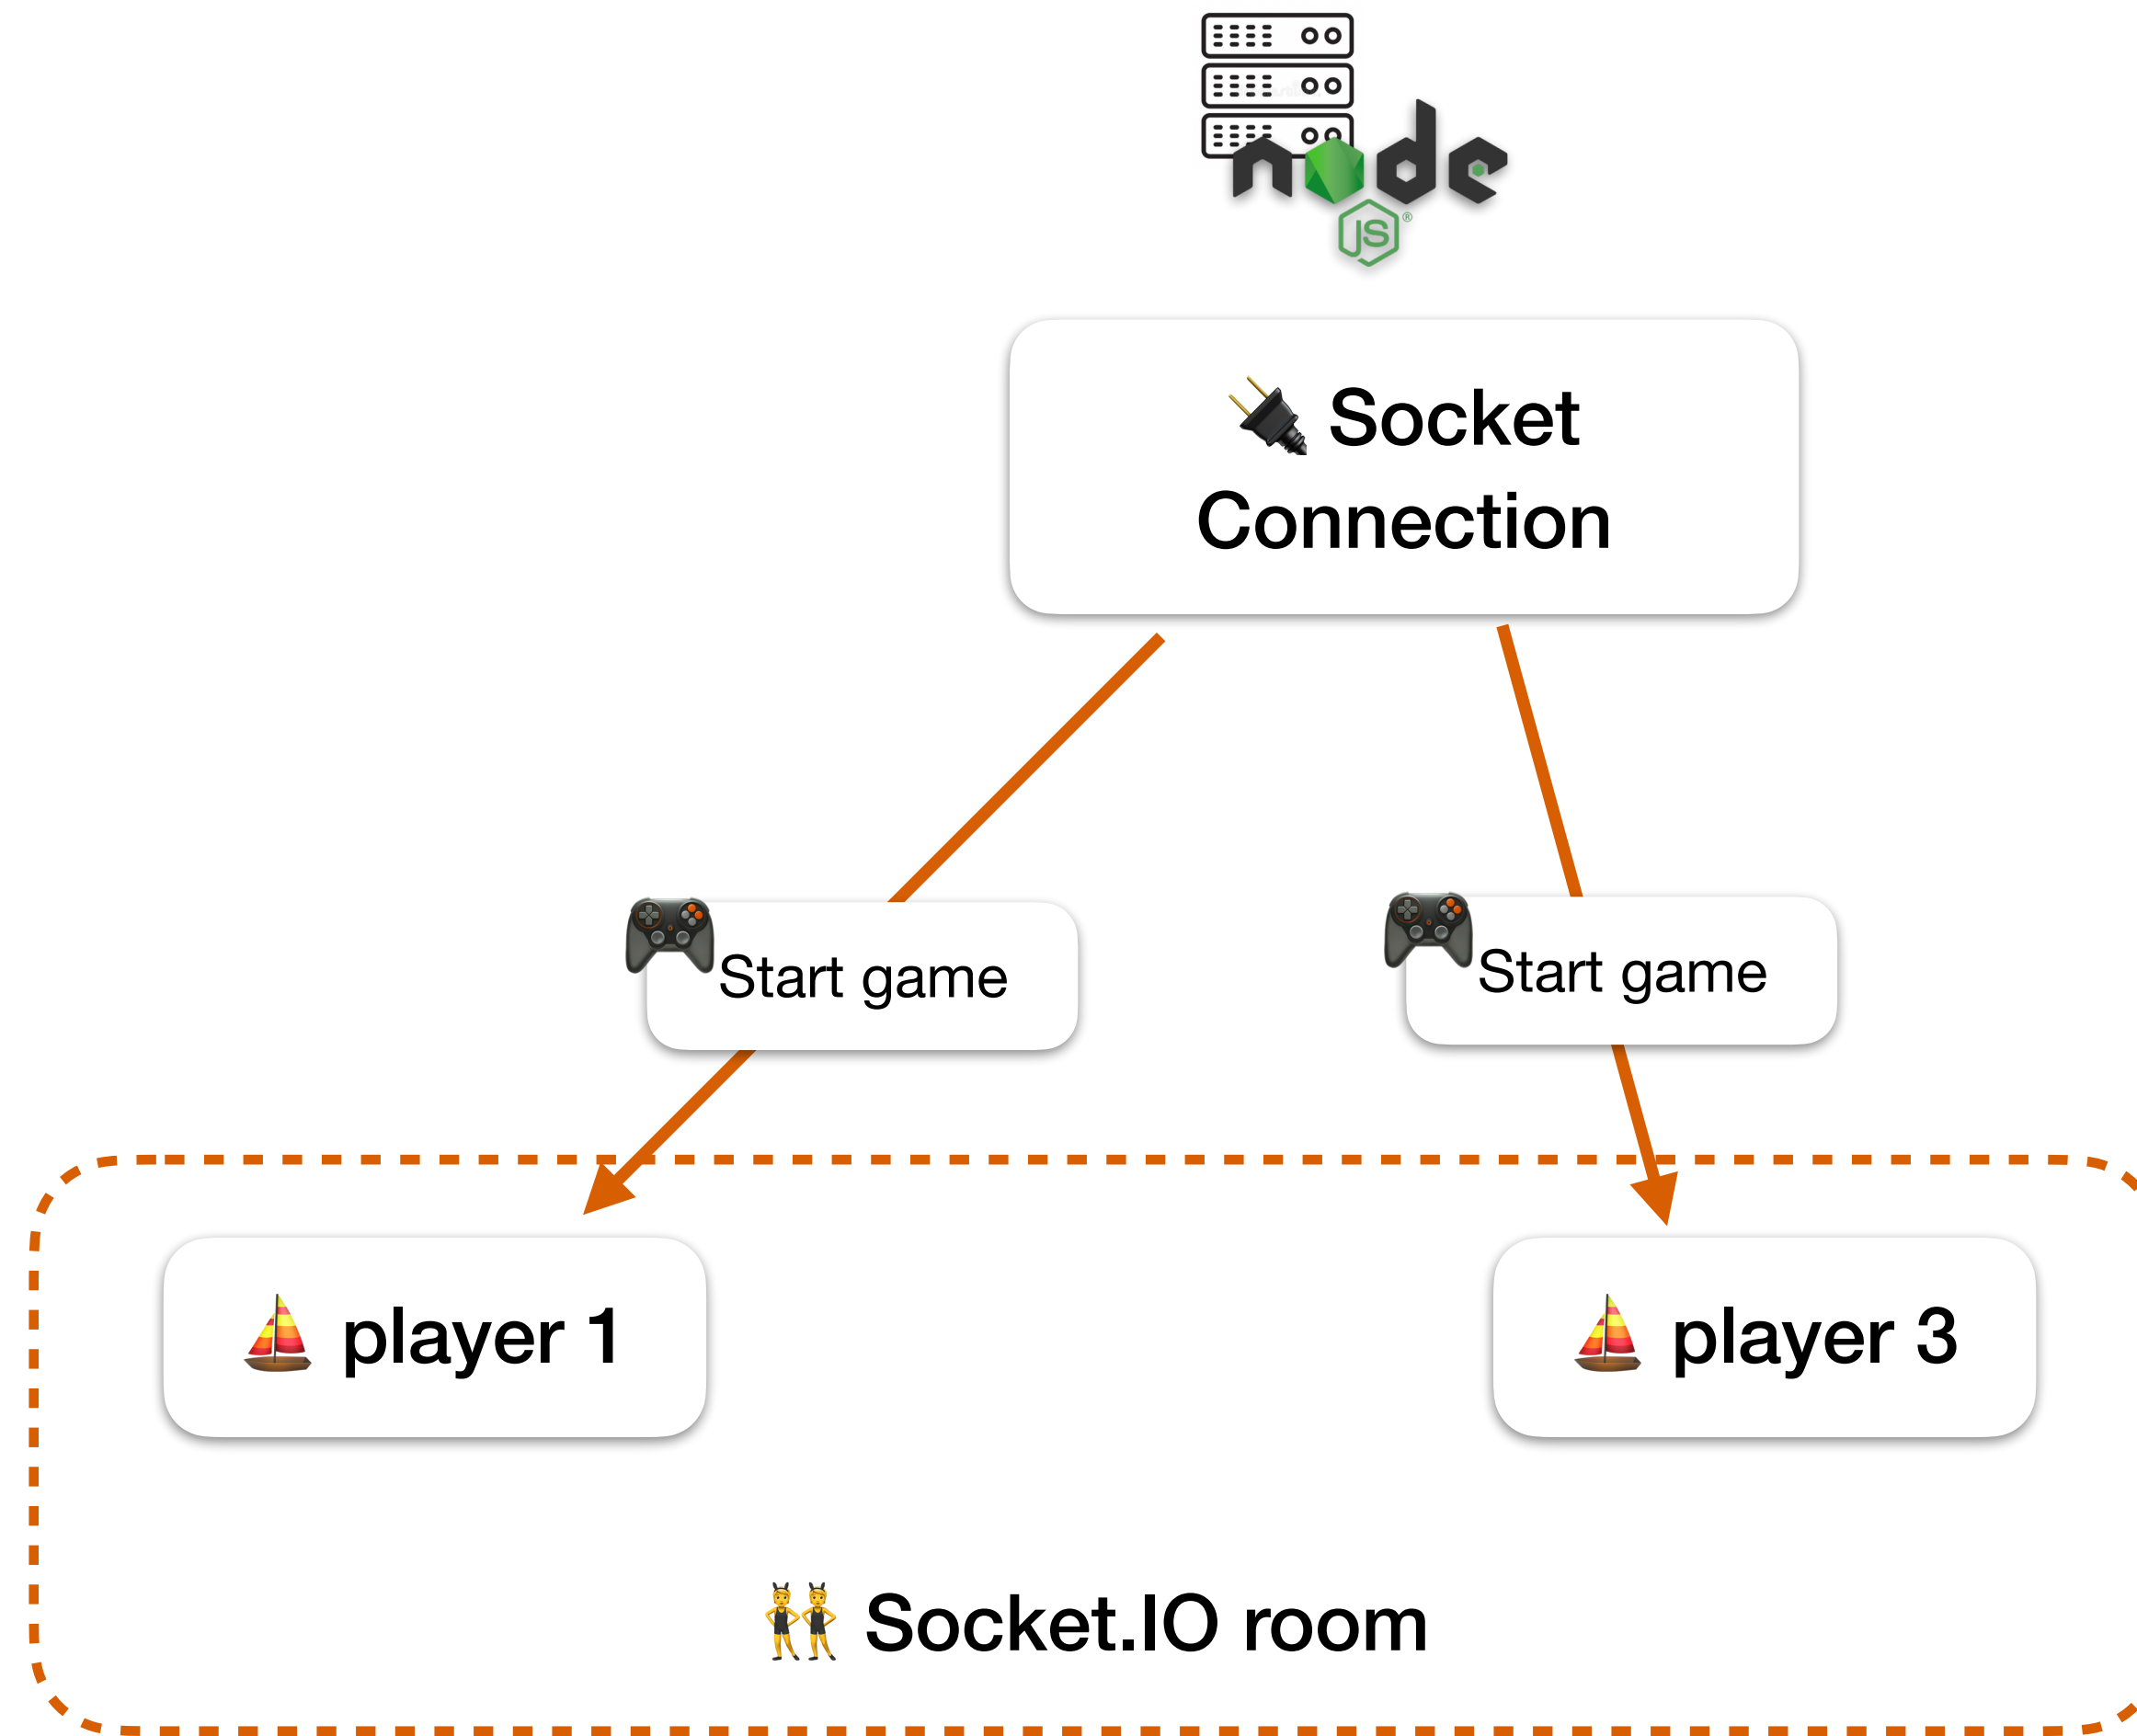 node
JS®
🔌 Socket
Connection
🎮 Start game
🎮 Start game
⛵ player 1
⛵ player 3
👯 Socket.IO room